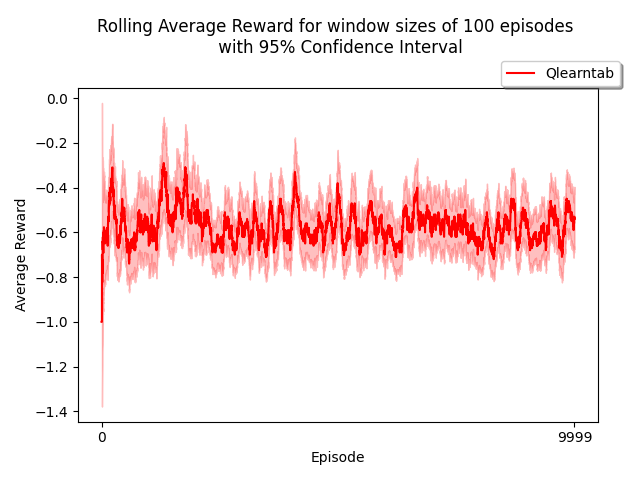 Rolling Average Reward for window sizes of 100 episodes
with 95% Confidence Interval
Qlearntab
0.0
−0.2
−0.4
−0.6
−0.8
−1.0
−1.2
−1.4
Average Reward
0
9999
Episode